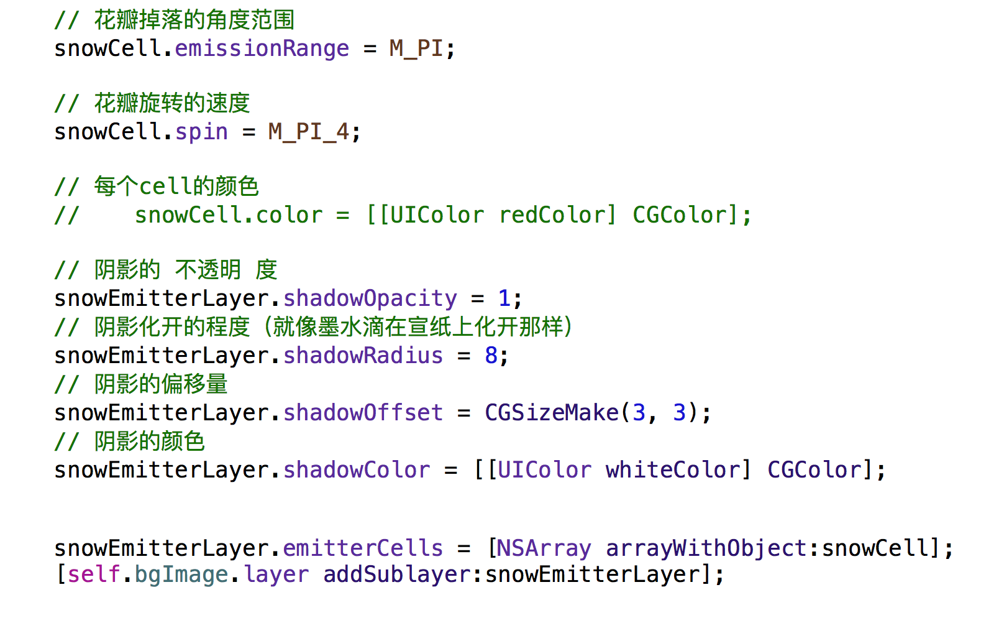 // 花瓣掉落的角度范围
snowCell.emissionRange = M_PI;
// 花瓣旋转的速度
snowCell.spin = M_PI_4;
// 每个cell的颜色
//    snowCell.color = [[UIColor redColor] CGColor];
// 阴影的 不透明 度
snowEmitterLayer.shadowOpacity = 1;
// 阴影化开的程度（就像墨水滴在宣纸上化开那样）
snowEmitterLayer.shadowRadius = 8;
// 阴影的偏移量
snowEmitterLayer.shadowOffset = CGSizeMake(3, 3);
// 阴影的颜色
snowEmitterLayer.shadowColor = [[UIColor whiteColor] CGColor];
snowEmitterLayer.emitterCells = [NSArray arrayWithObject:snowCell];
[self.bgImage.layer addSublayer:snowEmitterLayer];